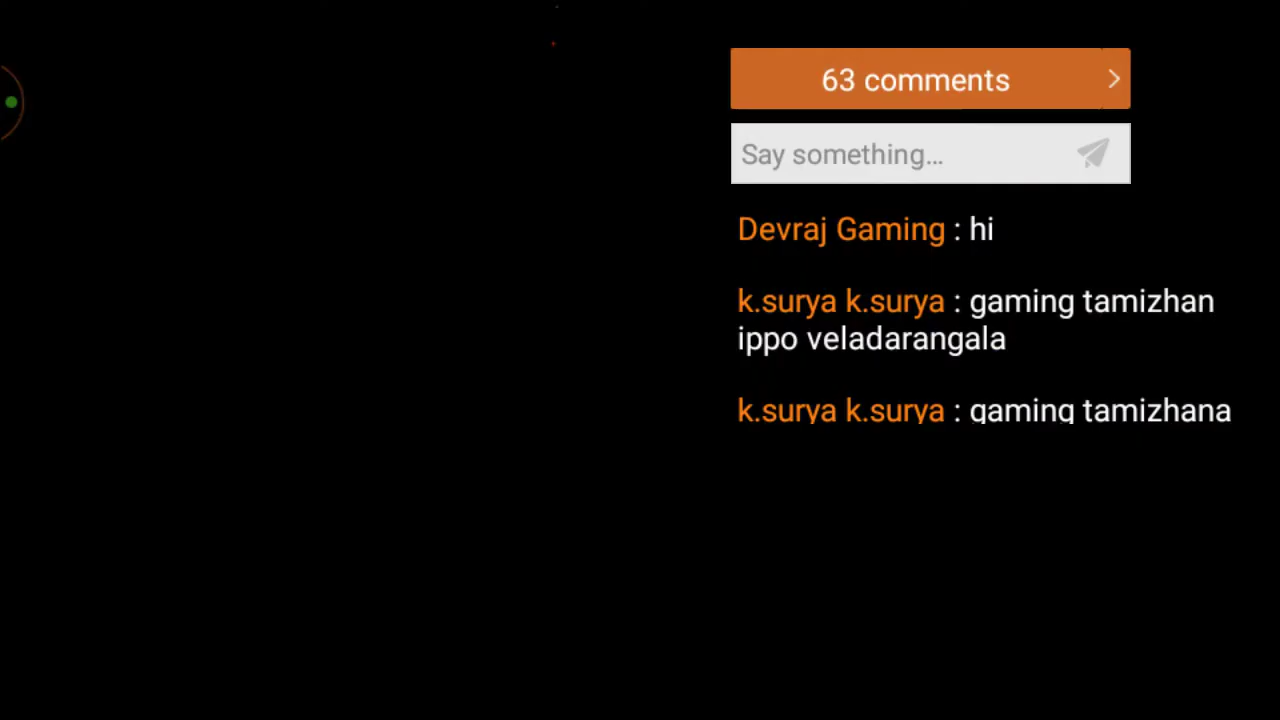 63 comments
Say something...
Devraj Gaming : hi
k.surya k.surya : gaming tamizhan
ippo veladarangala
k.surya k.surya : gaming tamizhana